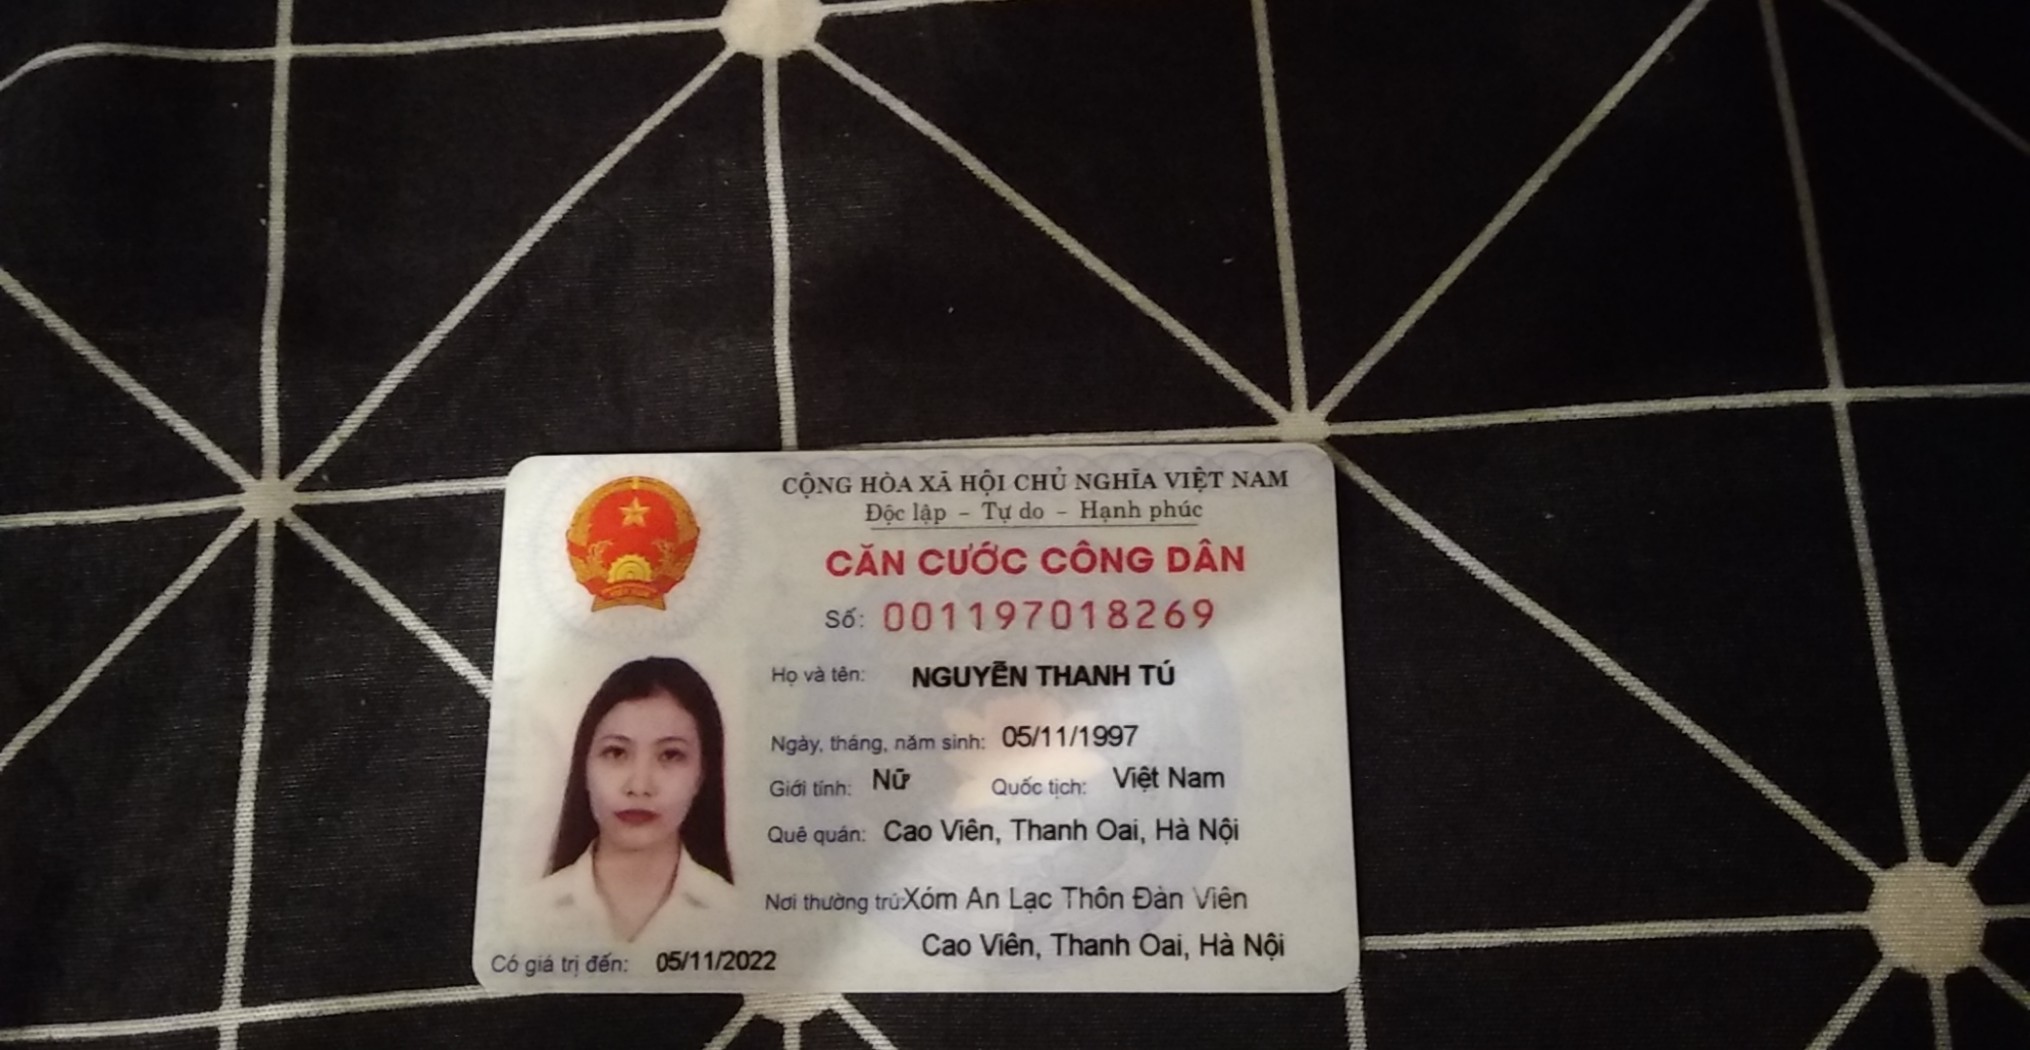 CỘNG HÒA XÃ HỘI CHỦ NGHĨA VIỆT NAM
Độc lập – Tự do – Hạnh phúc
CĂN CƯỚC CÔNG DÂN
Số: 001197018269
Họ và tên: NGUYỄN THANH TÚ
Ngày, tháng, năm sinh: 05/11/1997
Giới tính: Nữ Quốc tịch: Việt Nam
Quê quán: Cao Viên, Thanh Oai, Hà Nội
Nơi thường trú: Xóm An Lạc Thôn Đàn Viên
Cao Viên, Thanh Oai, Hà Nội
Có giá trị đến: 05/11/2022